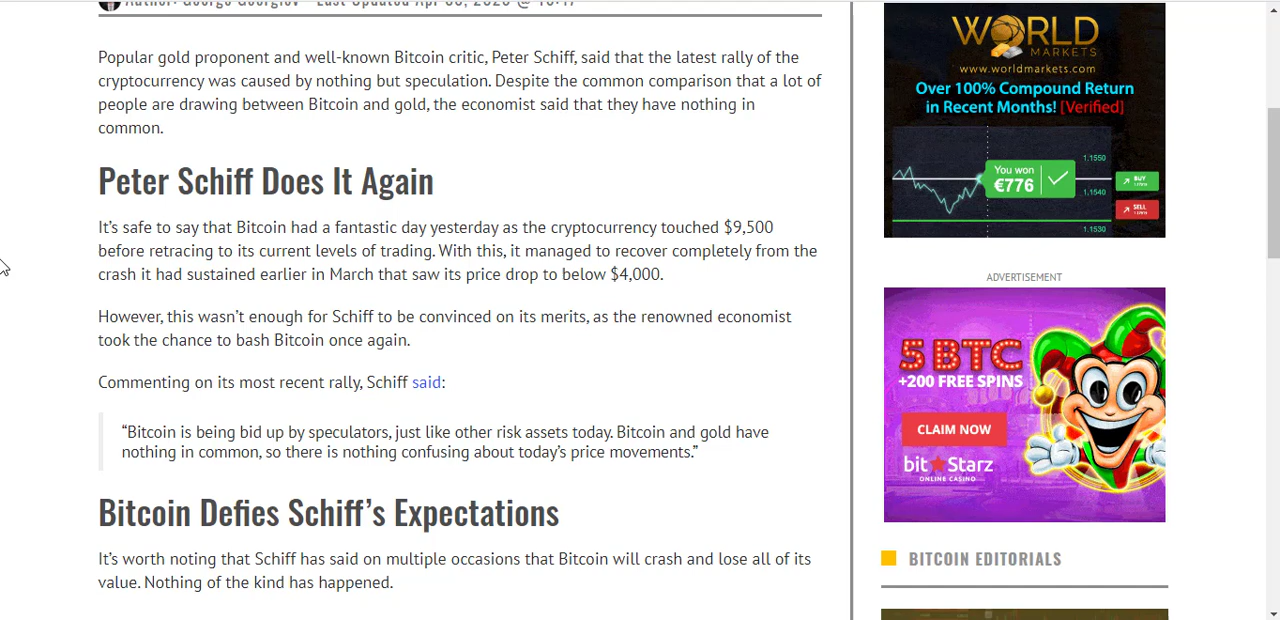 Popular gold proponent and well-known Bitcoin critic, Peter Schiff, said that the latest rally of the
cryptocurrency was caused by nothing but speculation. Despite the common comparison that a lot of
people are drawing between Bitcoin and gold, the economist said that they have nothing in
common.
Peter Schiff Does It Again
It’s safe to say that Bitcoin had a fantastic day yesterday as the cryptocurrency touched $9,500
before retracing to its current levels of trading. With this, it managed to recover completely from the
crash it had sustained earlier in March that saw its price drop to below $4,000.
However, this wasn’t enough for Schiff to be convinced on its merits, as the renowned economist
took the chance to bash Bitcoin once again.
Commenting on its most recent rally, Schiff said:
“Bitcoin is being bid up by speculators, just like other risk assets today. Bitcoin and gold have
nothing in common, so there is nothing confusing about today’s price movements.”
Bitcoin Defies Schiff’s Expectations
It’s worth noting that Schiff has said on multiple occasions that Bitcoin will crash and lose all of its
value. Nothing of the kind has happened.
WORLD
MARKETS
www.worldmarkets.com
Over 100% Compound Return
in Recent Months! [Verified]
1.1550
You won
€776
BUY
1.1540
SELL
1.1530
ADVERTISEMENT
5 BTC
+200 FREE SPINS
CLAIM NOW
bitStarz
ONLINE CASINO
BITCOIN EDITORIALS